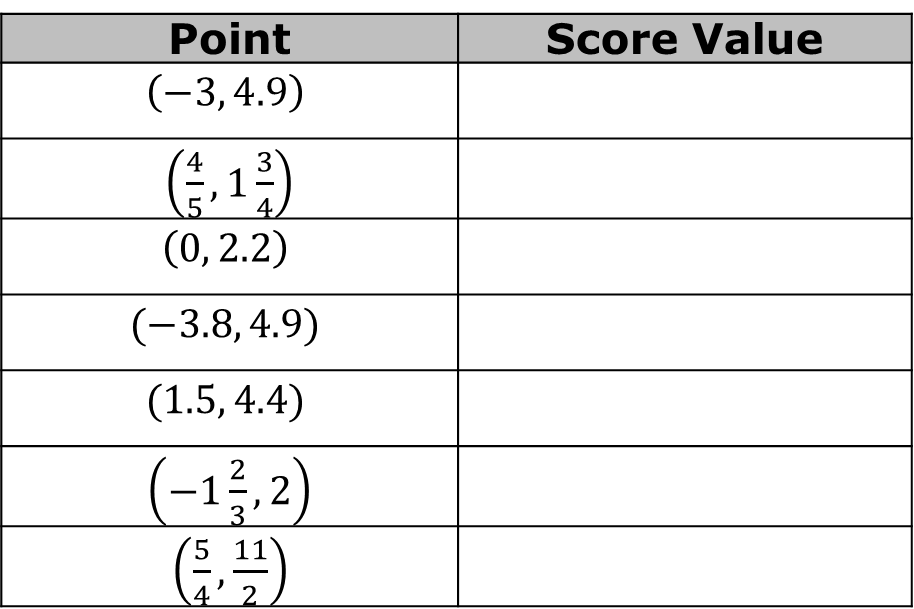 Point Score Value
(−3, 4.9)
(4/5, 1 3/4)
(0, 2.2)
(−3.8, 4.9)
(1.5, 4.4)
(−1 2/3, 2)
(5/4, 11/2)